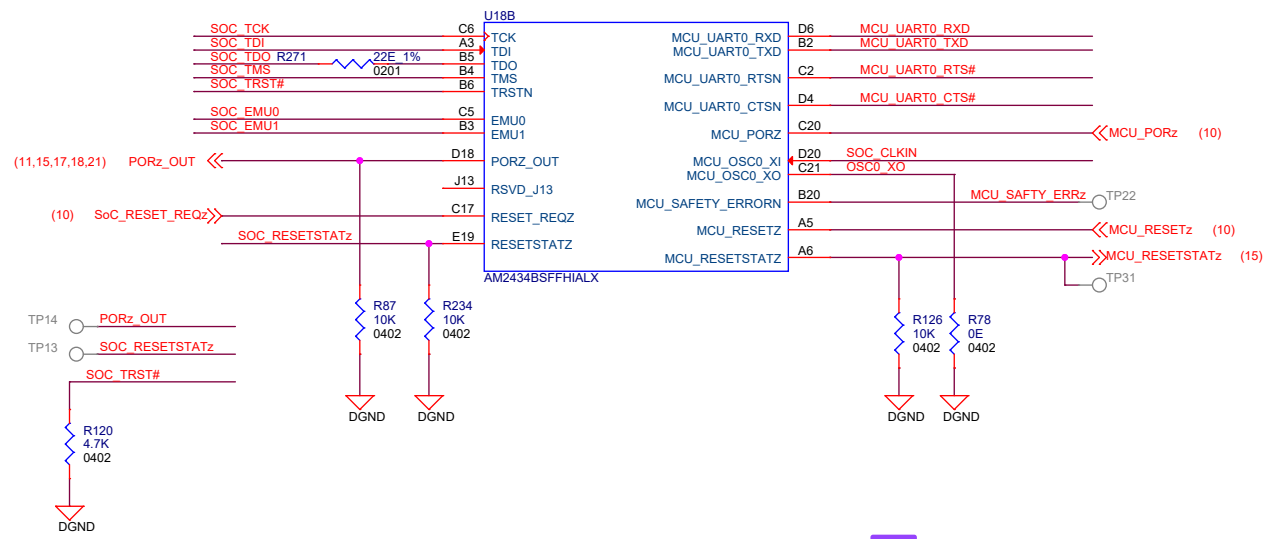 U18B
SOC_TCK C6 TCK MCU_UART0_RXD D6 MCU_UART0_RXD
SOC_TDI A3 TDI MCU_UART0_TXD B2 MCU_UART0_TXD
SOC_TDO R271 22E_1% B5 TDO
0201
SOC_TMS B4 TMS MCU_UART0_RTSN C2 MCU_UART0_RTS#
SOC_TRST# B6 TRSTN
MCU_UART0_CTSN D4 MCU_UART0_CTS#
SOC_EMU0 C5 EMU0
SOC_EMU1 B3 EMU1 MCU_PORZ C20 MCU_PORz (10)
(11,15,17,18,21) PORz_OUT D18 PORZ_OUT MCU_OSC0_XI D20 SOC_CLKIN
MCU_OSC0_XO C21 OSC0_XO
J13 RSVD_J13
MCU_SAFETY_ERRORN B20 MCU_SAFTY_ERRz TP22
(10) SoC_RESET_REQz C17 RESET_REQZ
MCU_RESETZ A5 MCU_RESETz (10)
SOC_RESETSTATz E19 RESETSTATZ
MCU_RESETSTATZ A6 MCU_RESETSTATz (15)
AM2434BSFFHIALX
TP31
R87 R234 R126 R78
10K 10K 10K 0E
0402 0402 0402 0402
DGND DGND DGND DGND
TP14 PORz_OUT
TP13 SOC_RESETSTATz
SOC_TRST#
R120
4.7K
0402
DGND